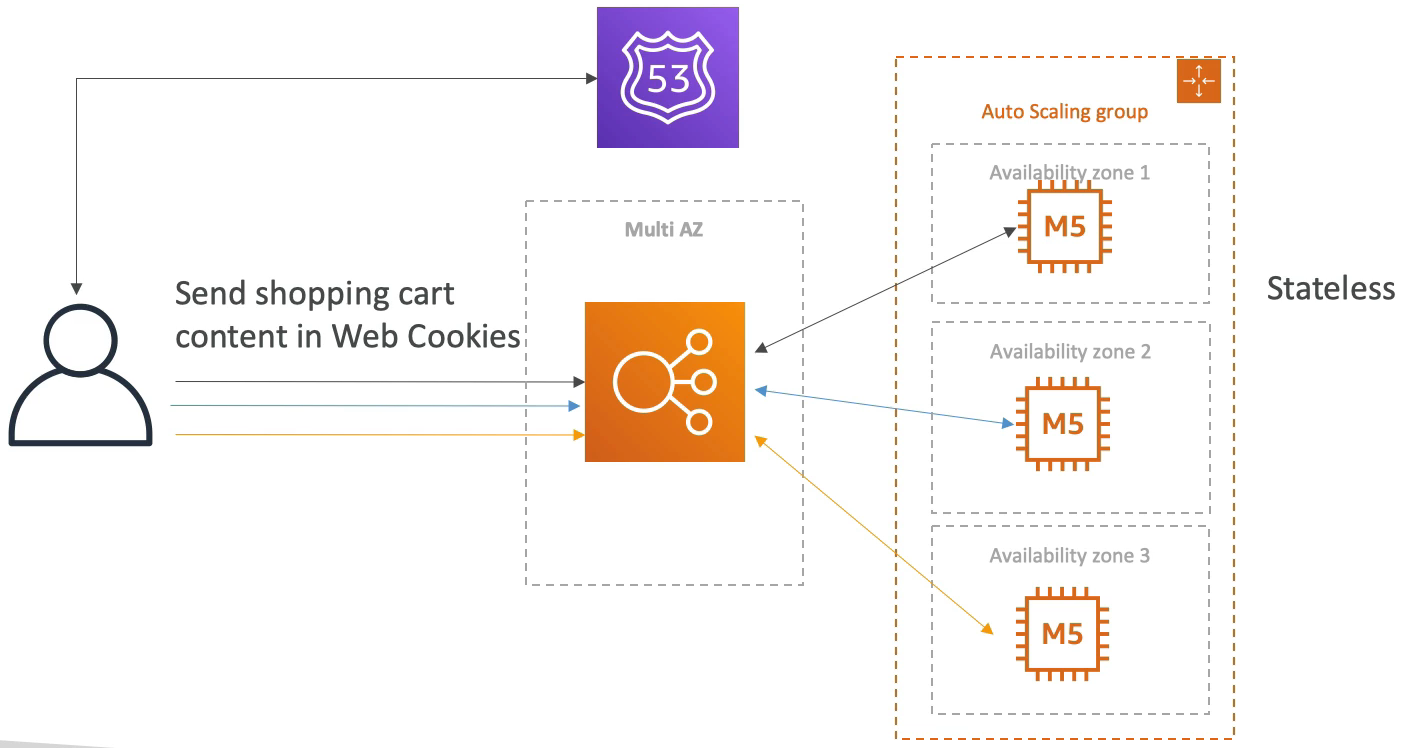 53
Auto Scaling group
Availability zone 1
M5
Multi AZ
Send shopping cart
content in Web Cookies
Stateless
Availability zone 2
M5
Availability zone 3
M5